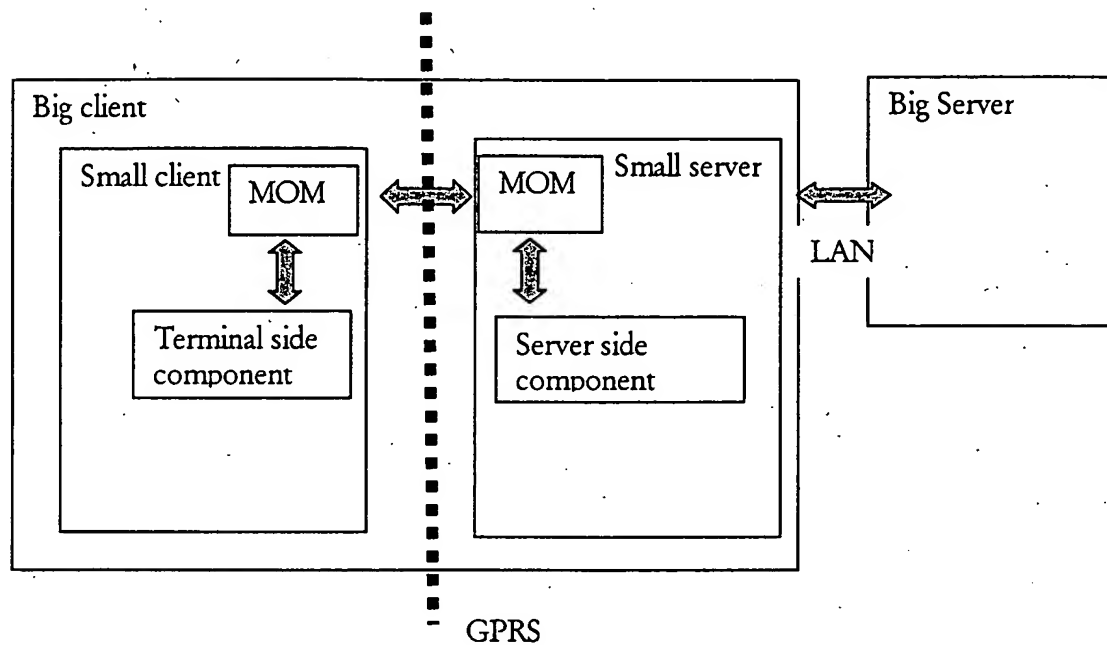 Big client
Big Server
Small client
MOM
MOM
Small server
LAN
Terminal side
component
Server side
component
GPRS